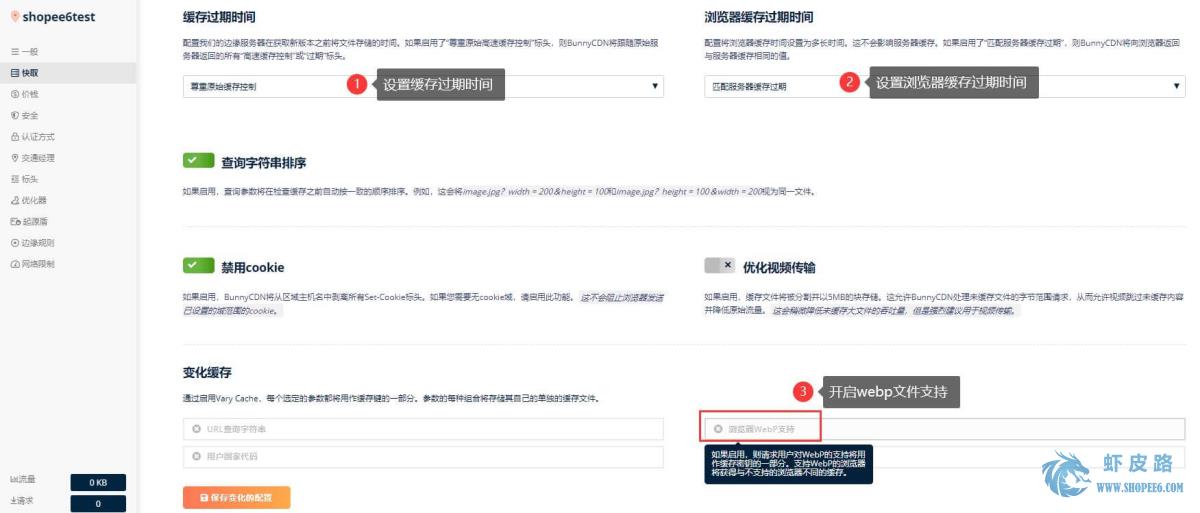 shopee6test
一般
快取
价钱
安全
认证方式
交通经理
标头
优化器
起源盾
边缘规则
网络限制
流量
0 KB
请求
0
缓存过期时间
配置我们的边缘服务器在获取新版本之前将文件存储的时间。如果启用了“尊重原始高速缓存控制”标头，则BunnyCDN将跟随原始服
务器返回的所有“高速缓存控制”或“过期”标头。
尊重原始缓存控制
1
设置缓存过期时间
浏览器缓存过期时间
配置将浏览器缓存时间设置为多长时间。这不会影响服务器缓存。如果启用了“匹配服务器缓存过期”，则BunnyCDN将向浏览器返回
与服务器缓存相同的值。
匹配服务器缓存过期
2
设置浏览器缓存过期时间
查询字符串排序
如果启用，查询参数将在检查缓存之前自动按一致的顺序排序。例如，这会将image.jpg？width = 200＆height = 100和image.jpg？height = 100＆width = 200视为同一文件。
禁用cookie
如果启用，BunnyCDN将从区域主机名中剥离所有Set-Cookie标头。如果您需要无cookie域，请启用此功能。 这不会阻止浏览器发送
已设置的域范围的cookie。
优化视频传输
如果启用，缓存文件将被分割并以5MB的块存储。这允许BunnyCDN处理未缓存文件的字节范围请求，从而允许视频跳过未缓存内容
并降低原始流量。 这会稍微降低未缓存大文件的吞吐量，但是强烈建议用于视频传输。
变化缓存
通过启用Vary Cache，每个选定的参数都将用作缓存键的一部分。参数的每种组合将存储其自己的单独的缓存文件。
URL查询字符串
3
开启webp文件支持
浏览器WebP支持
用户国家代码
如果启用，则请求用户对WebP的支持将用
作缓存密钥的一部分。支持WebP的浏览器
将获得与不支持的浏览器不同的缓存。
保存变化的配置
虾皮路
WWW.SHOPEE6.COM